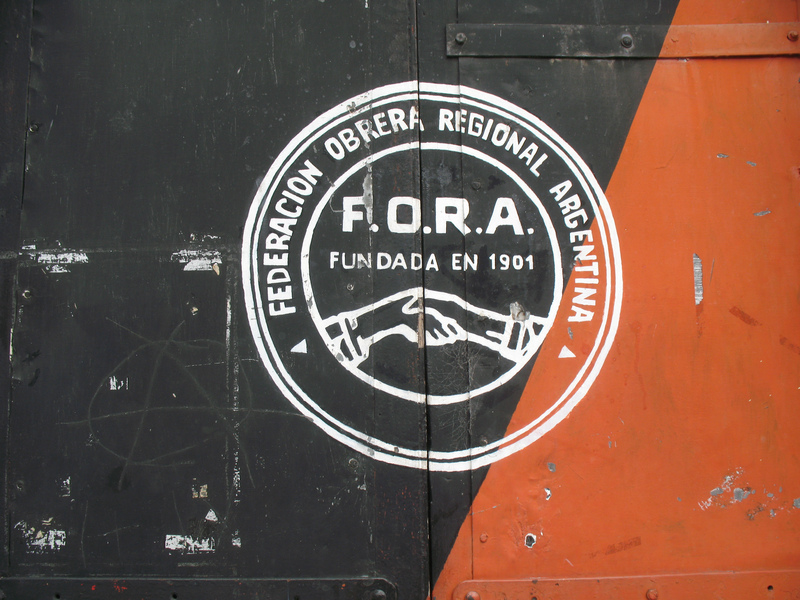 FEDERACION OBRERA REGIONAL ARGENTINA
F.O.R.A.
FUNDADA EN 1901